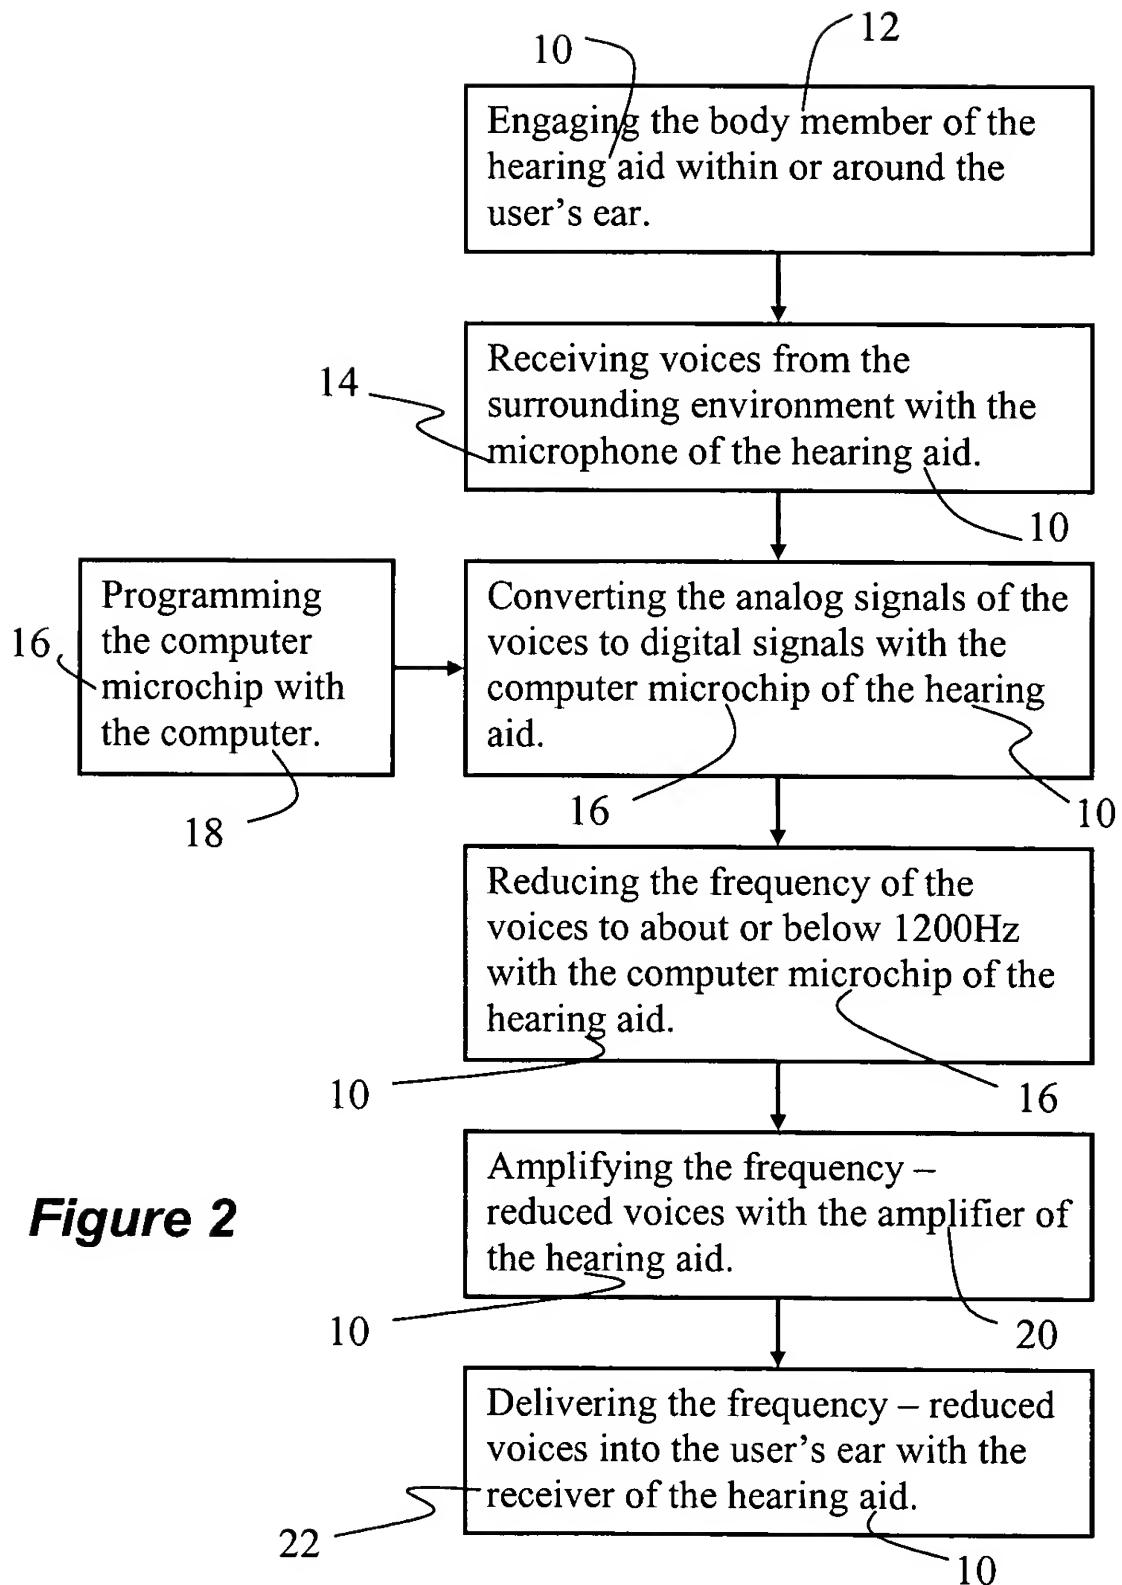 10
12
Engaging the body member of the
hearing aid within or around the
user's ear.
14
Receiving voices from the
surrounding environment with the
microphone of the hearing aid.
10
16
Programming
the computer
microchip with
the computer.
18
Converting the analog signals of the
voices to digital signals with the
computer microchip of the hearing
aid.
16
10
Reducing the frequency of the
voices to about or below 1200Hz
with the computer microchip of the
hearing aid.
10
16
Amplifying the frequency –
reduced voices with the amplifier of
the hearing aid.
10
20
Figure 2
Delivering the frequency – reduced
voices into the user's ear with the
receiver of the hearing aid.
22
10